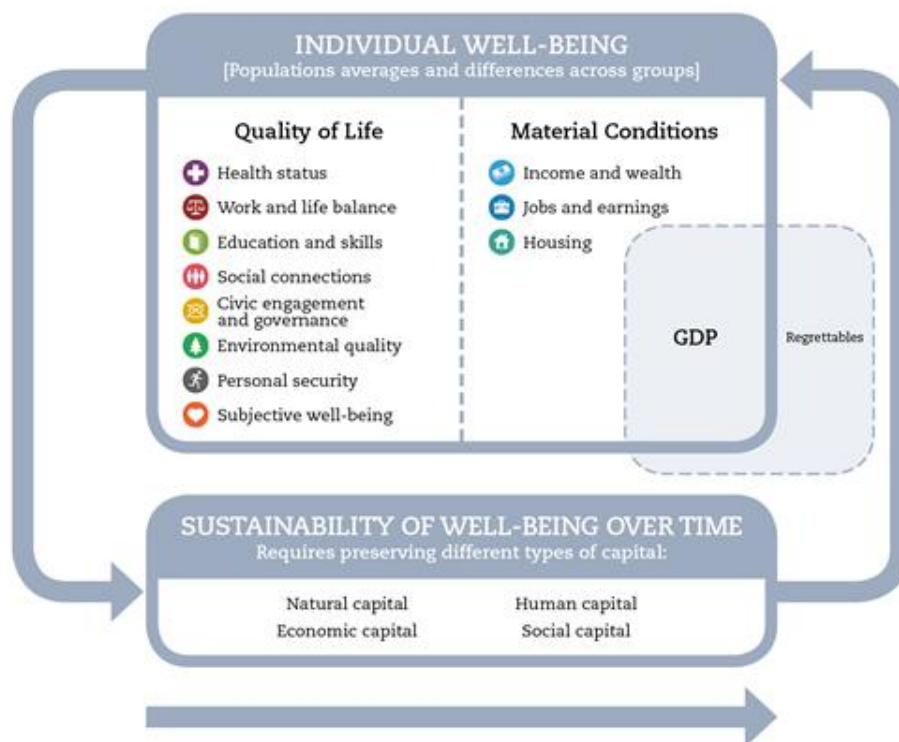 INDIVIDUAL WELL-BEING
[Populations averages and differences across groups]
Quality of Life
Health status
Work and life balance
Education and skills
Social connections
Civic engagement
and governance
Environmental quality
Personal security
Subjective well-being
Material Conditions
Income and wealth
Jobs and earnings
Housing
GDP
Regrettables
SUSTAINABILITY OF WELL-BEING OVER TIME
Requires preserving different types of capital:
Natural capital
Human capital
Economic capital
Social capital